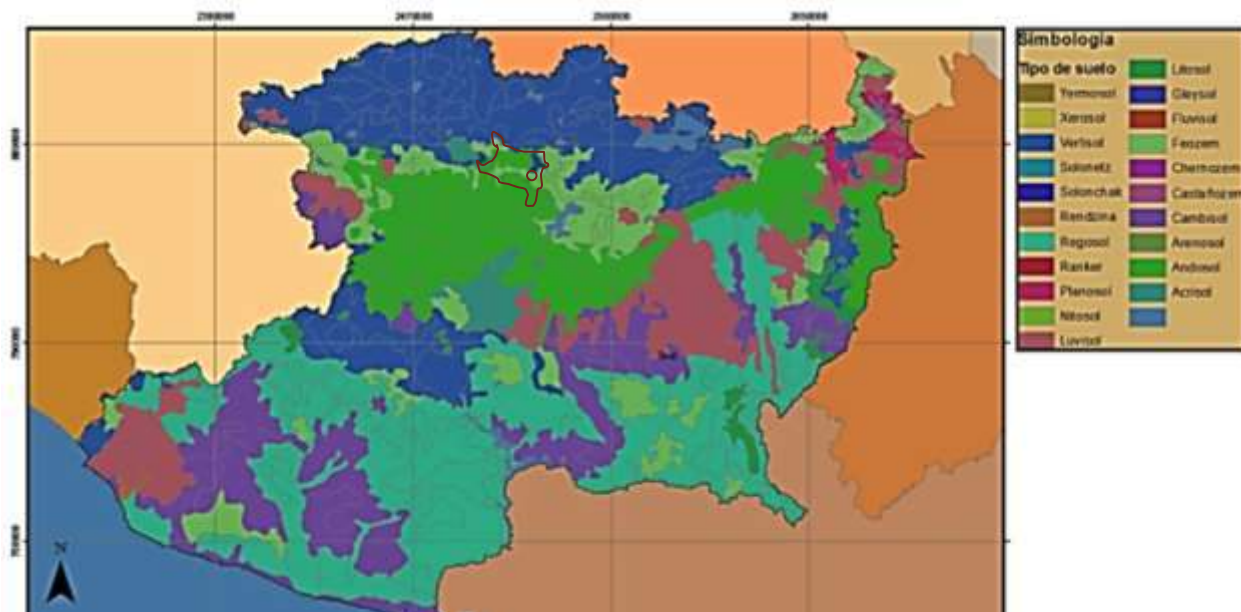 Simbología
Tipo de suelo
Yermosol
Xerosol
Vertisol
Solonetz
Solonchak
Rendzina
Regosol
Ranker
Planosol
Nitosol
Luvisol
Litosol
Gleysol
Fluvisol
Feozem
Chernozem
Castañozem
Cambisol
Arenosol
Andosol
Acrisol
N